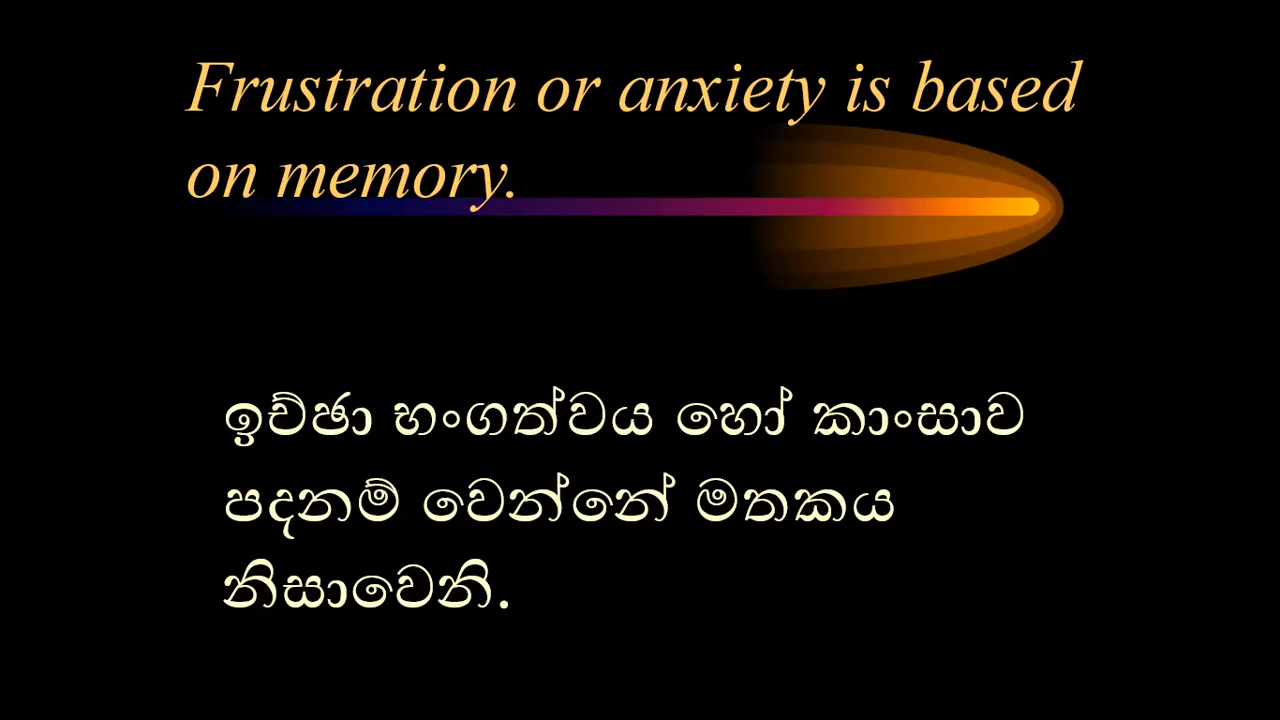 Frustration or anxiety is based
on memory.
ඉච්ඡා භංගත්වය හෝ කාංසාව
පදනම් වෙන්නේ මතකය
නිසාවෙනි.